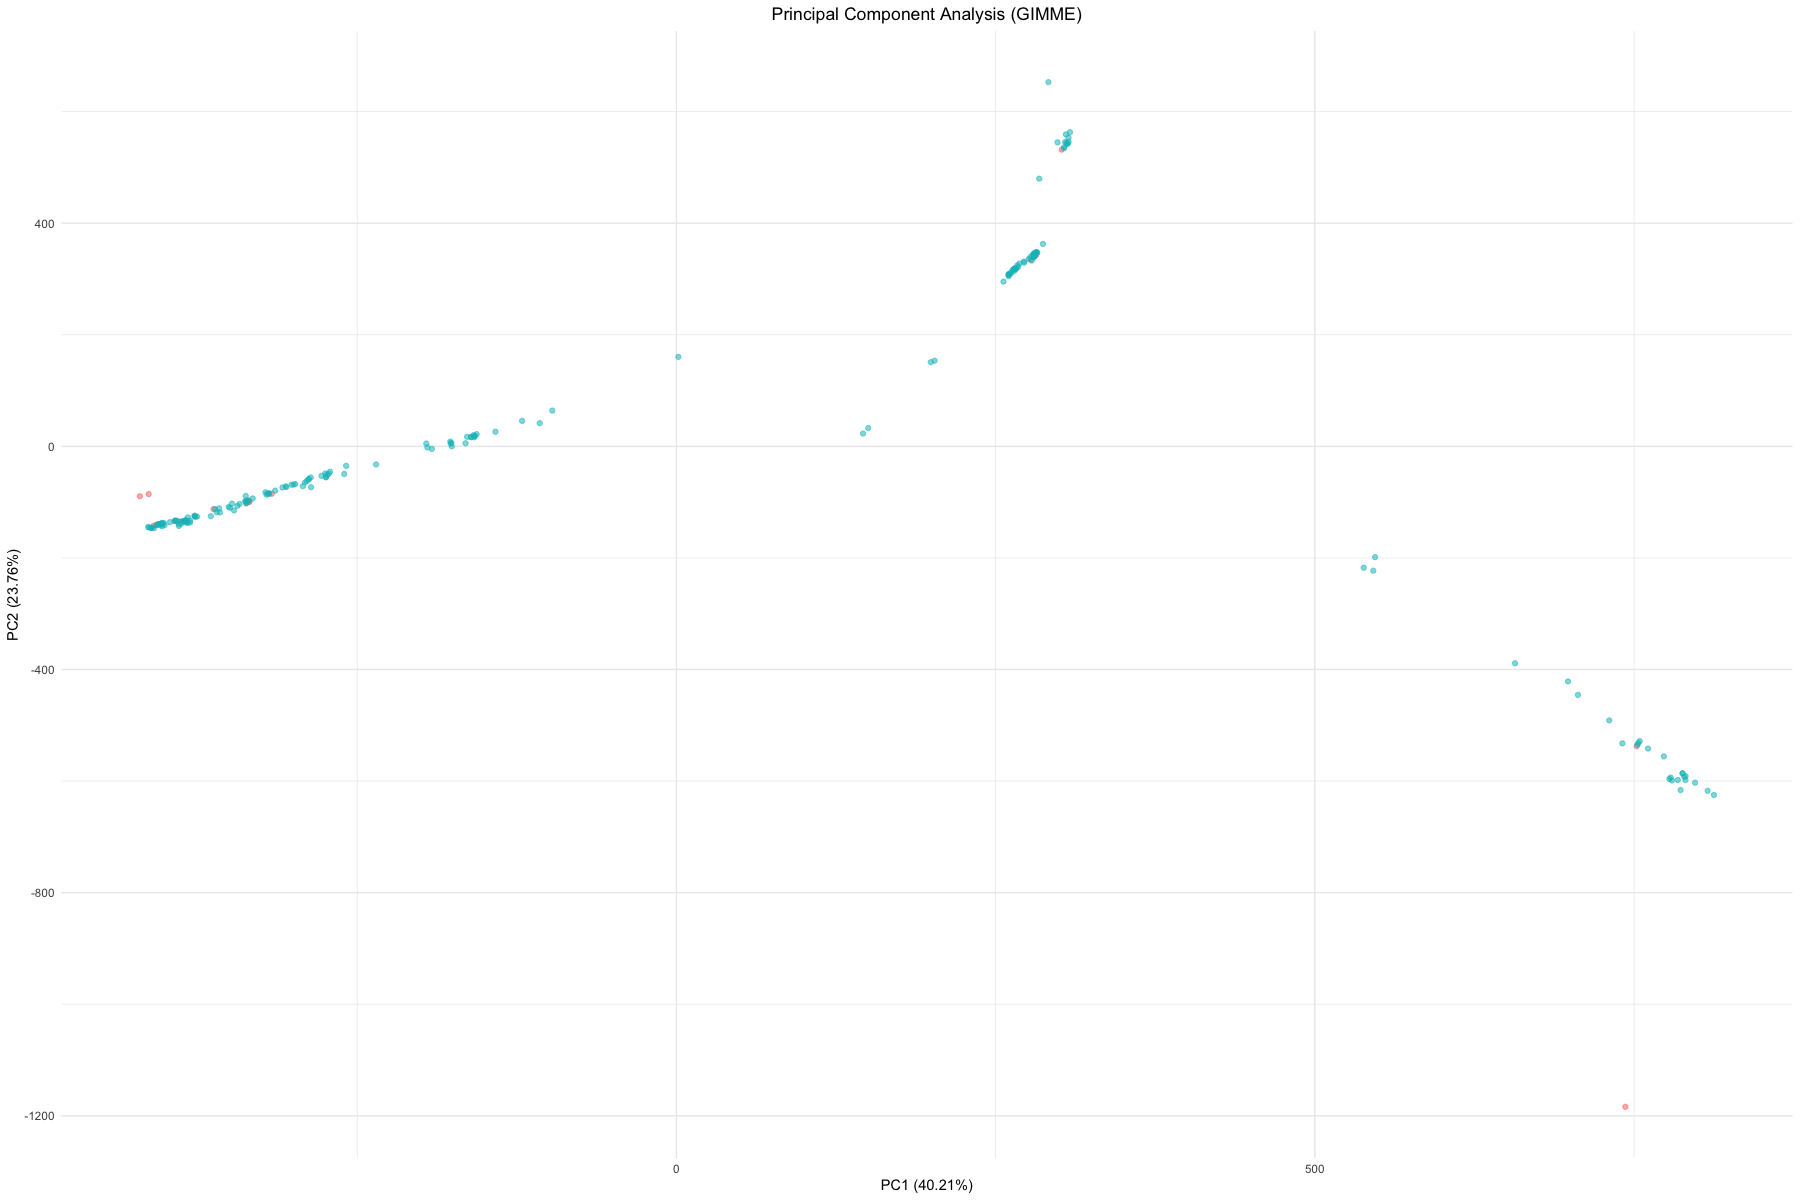 Principal Component Analysis (GIMME)
400
0
-400
-800
-1200
PC2 (23.76%)
0
500
PC1 (40.21%)